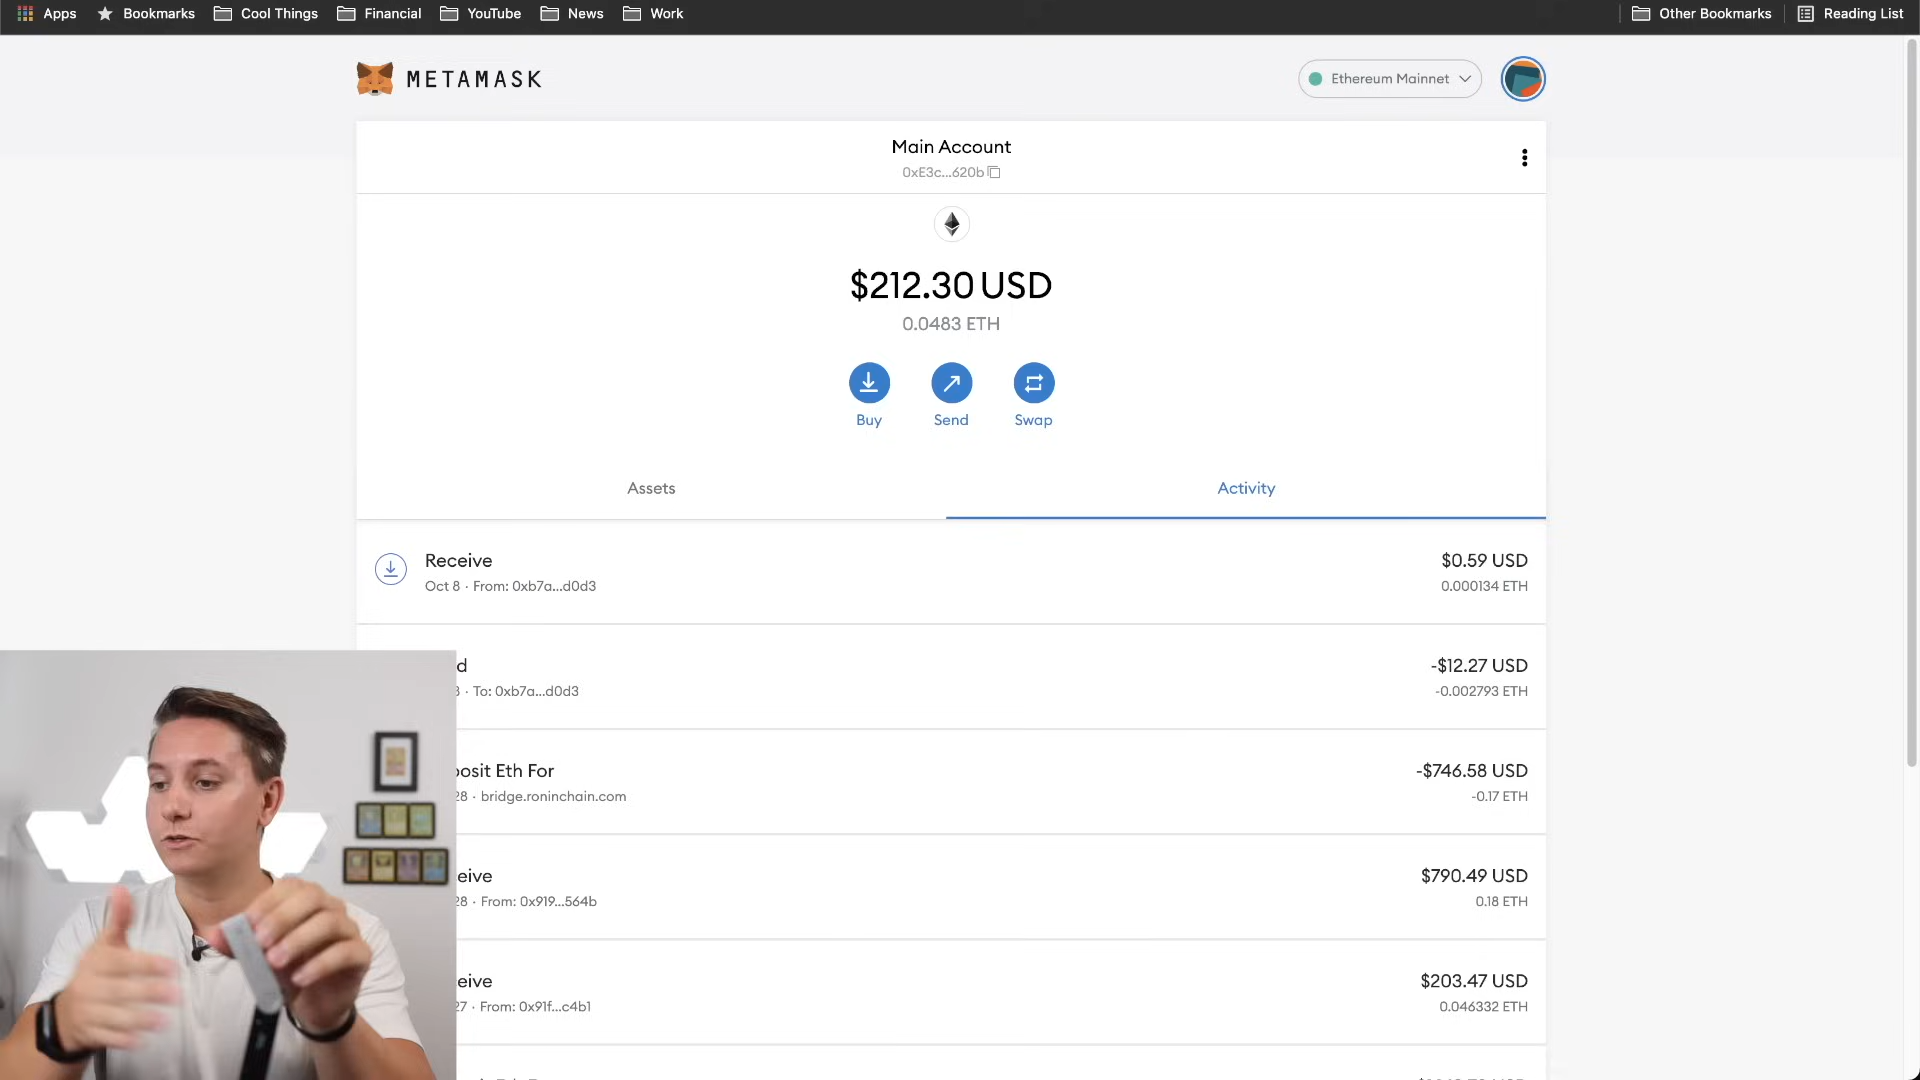 Apps Bookmarks Cool Things Financial YouTube News Work Other Bookmarks Reading List
METAMASK Ethereum Mainnet
Main Account
0xE3c...620b
$212.30 USD
0.0483 ETH
Buy Send Swap
Assets Activity
Receive $0.59 USD
Oct 8 · From: 0xb7a...d0d3 0.000134 ETH
d -$12.27 USD
· To: 0xb7a...d0d3 -0.002793 ETH
osit Eth For -$746.58 USD
28 · bridge.roninchain.com -0.17 ETH
eive $790.49 USD
28 · From: 0x919...564b 0.18 ETH
eive $203.47 USD
27 · From: 0x91f...c4b1 0.046332 ETH